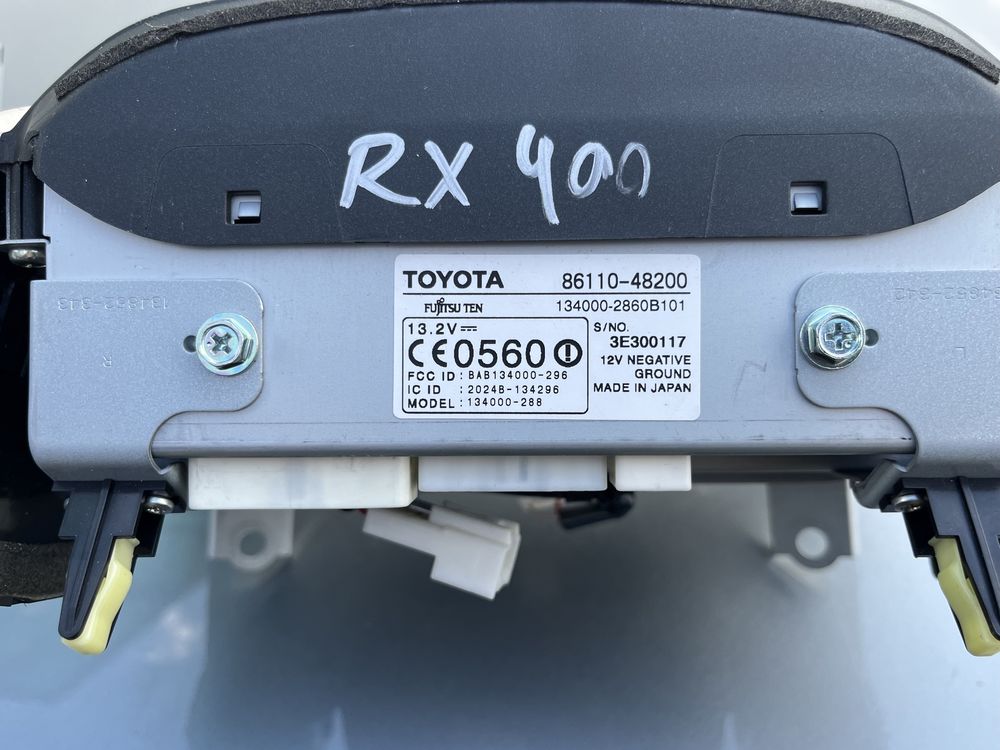 RX 400
TOYOTA 86110-48200
FUJITSU TEN 134000-2860B101
13.2V S/NO.
3E300117
CE0560 12V NEGATIVE
GROUND
FCC ID : BAB134000-296
IC ID : 2024B-134296 MADE IN JAPAN
MODEL : 134000-288
R
L